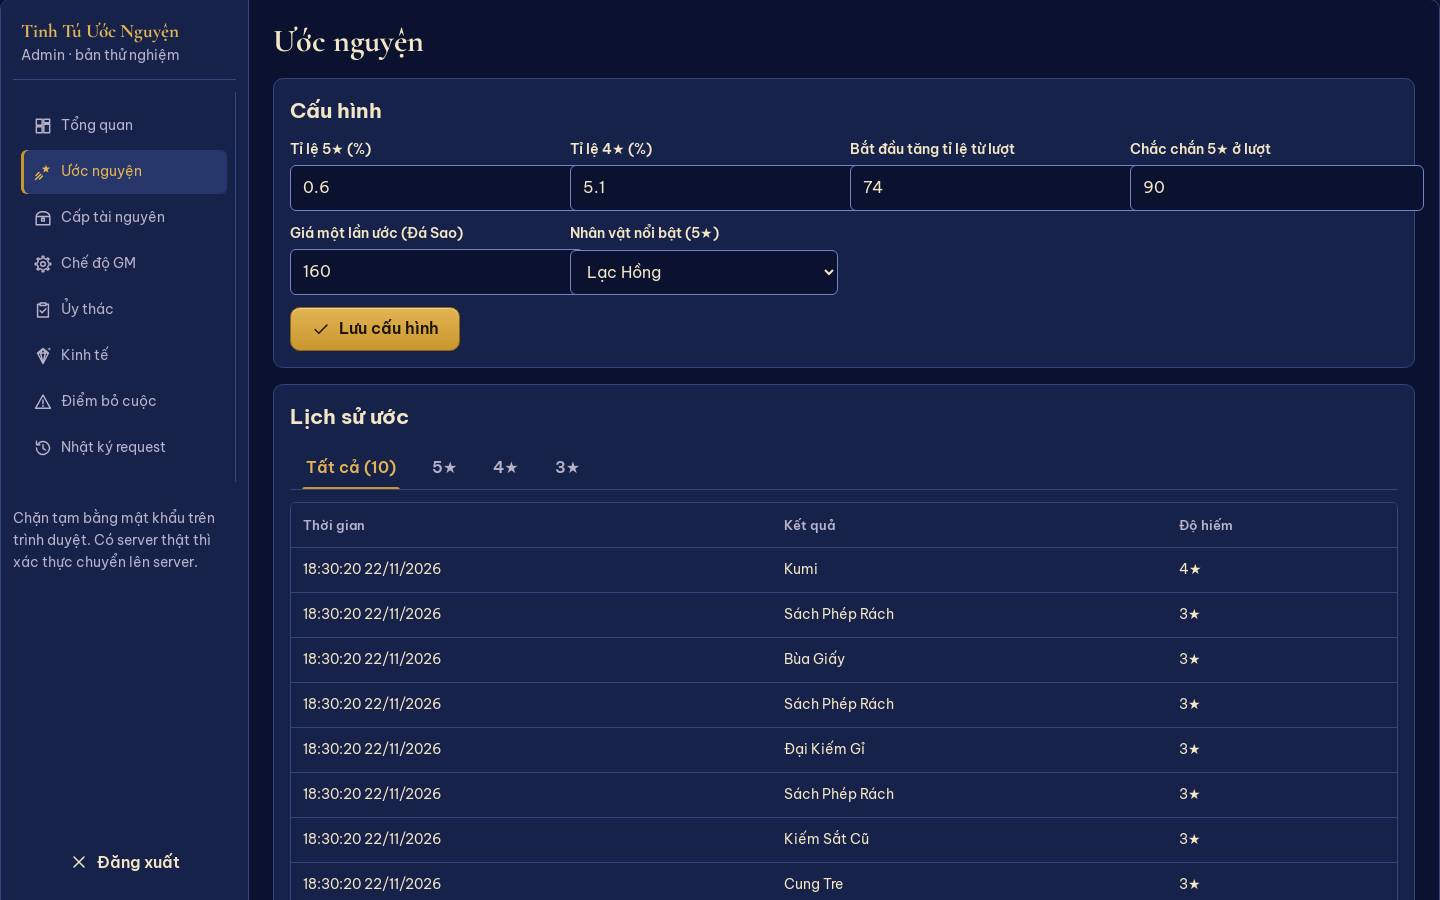 Tinh Tú Ước Nguyện
Admin · bản thử nghiệm
Tổng quan
Ước nguyện
Cấp tài nguyên
Chế độ GM
Ủy thác
Kinh tế
Điểm bỏ cuộc
Nhật ký request
Chặn tạm bằng mật khẩu trên
trình duyệt. Có server thật thì
xác thực chuyển lên server.
Đăng xuất
Ước nguyện
Cấu hình
Tỉ lệ 5★ (%) Tỉ lệ 4★ (%) Bắt đầu tăng tỉ lệ từ lượt Chắc chắn 5★ ở lượt
0.6 5.1 74 90
Giá một lần ước (Đá Sao) Nhân vật nổi bật (5★)
160 Lạc Hồng
Lưu cấu hình
Lịch sử ước
Tất cả (10) 5★ 4★ 3★
Thời gian Kết quả Độ hiếm
18:30:20 22/11/2026 Kumi 4★
18:30:20 22/11/2026 Sách Phép Rách 3★
18:30:20 22/11/2026 Bùa Giấy 3★
18:30:20 22/11/2026 Sách Phép Rách 3★
18:30:20 22/11/2026 Đại Kiếm Gỉ 3★
18:30:20 22/11/2026 Sách Phép Rách 3★
18:30:20 22/11/2026 Kiếm Sắt Cũ 3★
18:30:20 22/11/2026 Cung Tre 3★